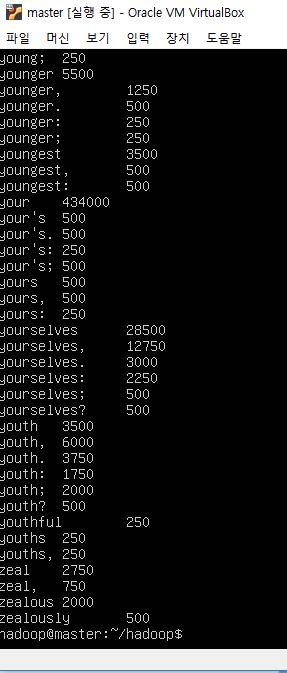 master [실행 중] - Oracle VM VirtualBox
파일 머신 보기 입력 장치 도움말
young; 250
younger 5500
younger, 1250
younger. 500
younger: 250
younger; 250
youngest 3500
youngest, 500
youngest: 500
your 434000
your's 500
your's. 500
your's: 250
your's; 500
yours 500
yours, 500
yours: 250
yourselves 28500
yourselves, 12750
yourselves. 3000
yourselves: 2250
yourselves; 500
yourselves? 500
youth 3500
youth, 6000
youth. 3750
youth: 1750
youth; 2000
youth? 500
youthful 250
youths 250
youths, 250
zeal 2750
zeal, 750
zealous 2000
zealously 500
hadoop@master:~/hadoop$